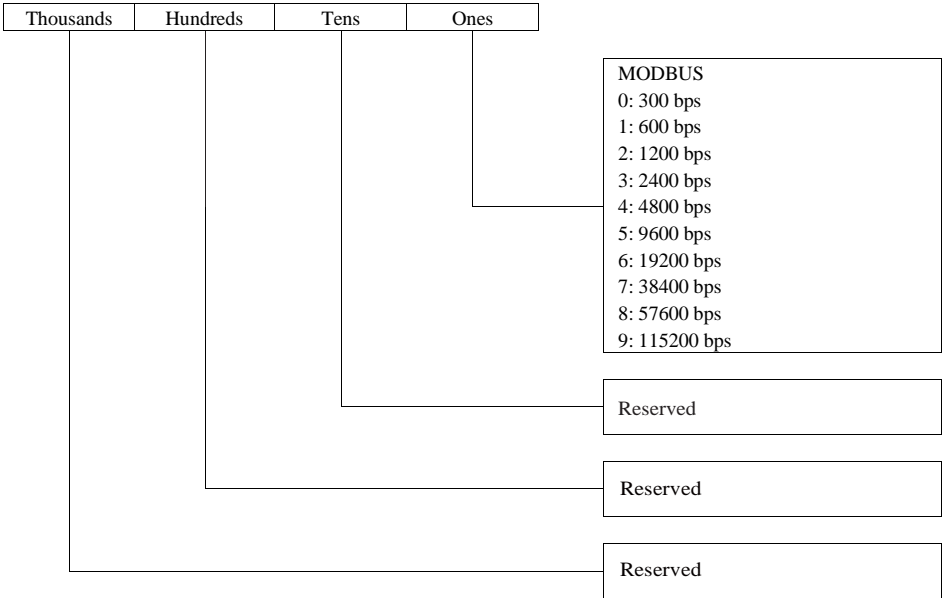 Thousands Hundreds Tens Ones
MODBUS
0: 300 bps
1: 600 bps
2: 1200 bps
3: 2400 bps
4: 4800 bps
5: 9600 bps
6: 19200 bps
7: 38400 bps
8: 57600 bps
9: 115200 bps
Reserved
Reserved
Reserved